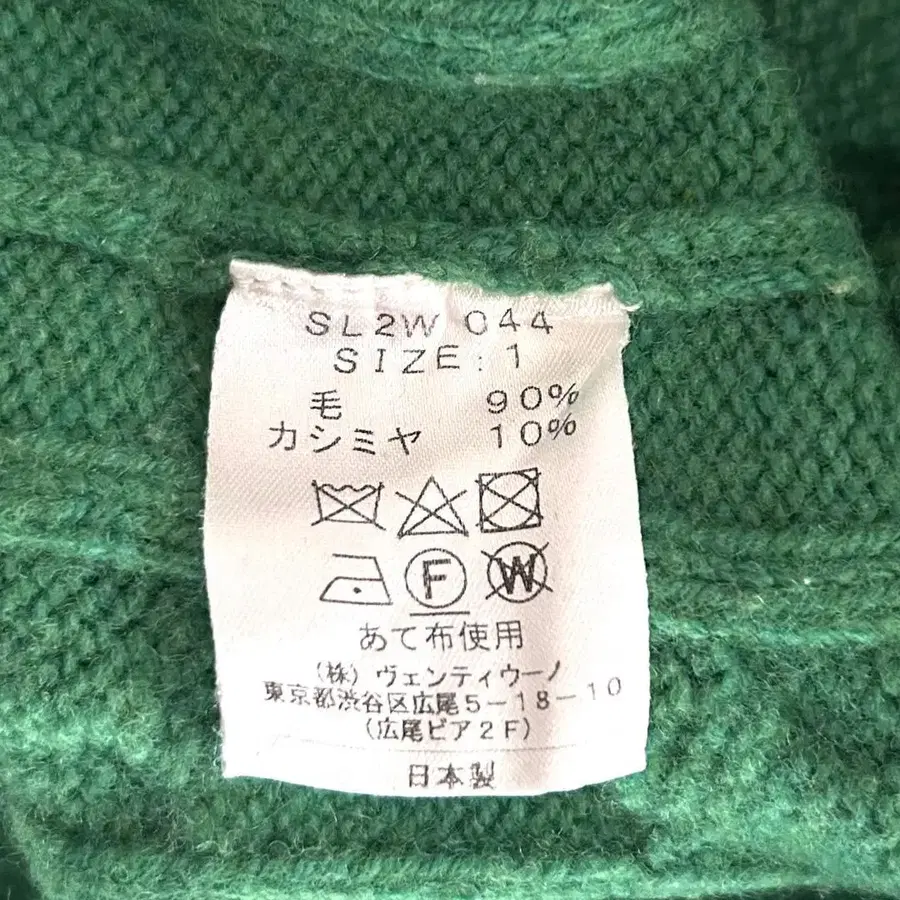 SL2W 044
SIZE:1
毛 90%
カシミヤ 10%
F W
あて布使用
(株) ヴェンティウーノ
東京都渋谷区広尾5-18-10
(広尾ピア2F)
日本製